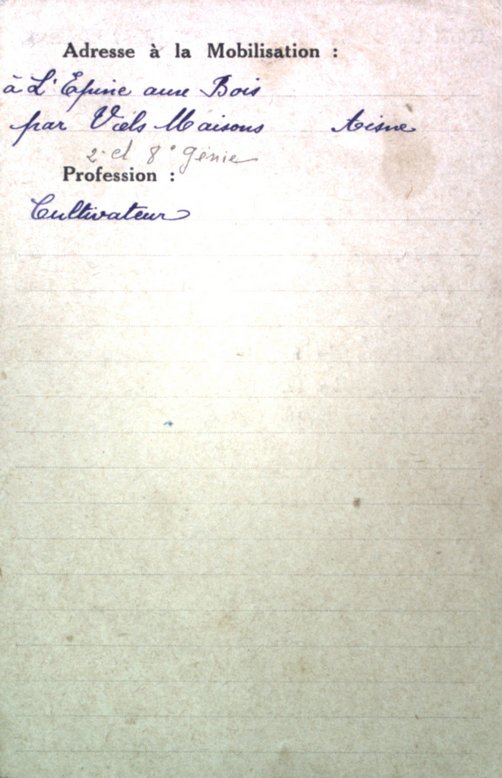 Adresse à la Mobilisation :
à L'Epine aux Bois
par Viels Maisons Aisne
2e et 8e Génie
Profession :
Cultivateur